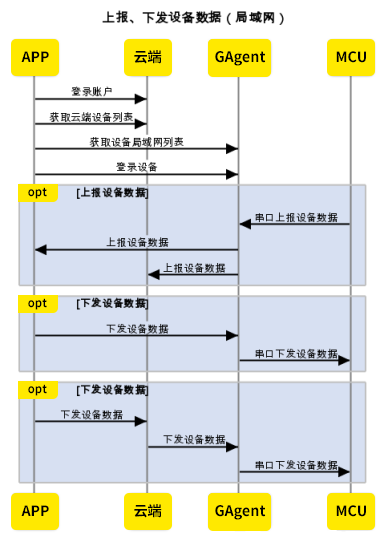 上报、下发设备数据（局域网）
APP 云端 GAgent MCU
登录账户
获取云端设备列表
获取设备局域网列表
登录设备
opt [上报设备数据]
串口上报设备数据
上报设备数据
上报设备数据
opt [下发设备数据]
下发设备数据
串口下发设备数据
opt [下发设备数据]
下发设备数据
下发设备数据
串口下发设备数据
APP 云端 GAgent MCU